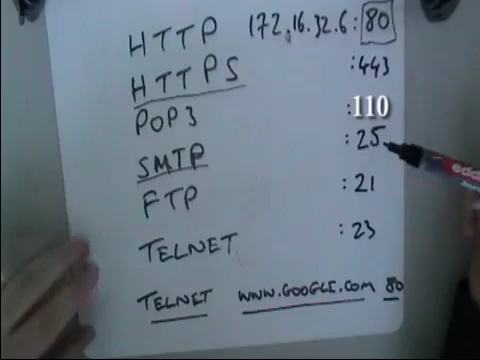 HTTP 172.16.32.6:80
HTTPS :443
POP3 :110
SMTP :25
FTP :21
TELNET :23
TELNET WWW.GOOGLE.COM 80
edd